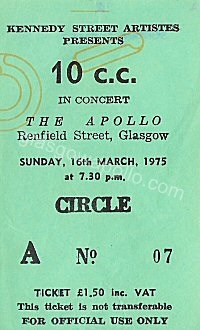 KENNEDY STREET ARTISTES
PRESENTS
10 c.c.
IN CONCERT
THE APOLLO
Renfield Street, Glasgow
SUNDAY, 16th MARCH, 1975
at 7.30 p.m.
CIRCLE
A No 07
TICKET £1,50 inc. VAT
This ticket is not transferable
FOR OFFICIAL USE ONLY